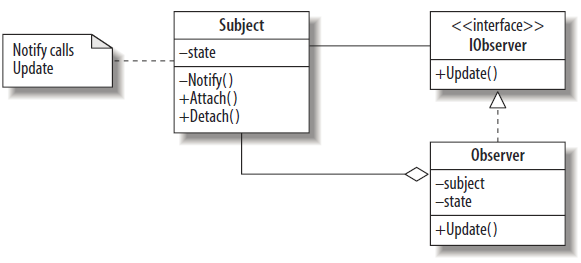 Notify calls
Update
Subject
–state
–Notify()
+Attach()
+Detach()
<<interface>>
IObserver
+Update()
Observer
–subject
–state
+Update()